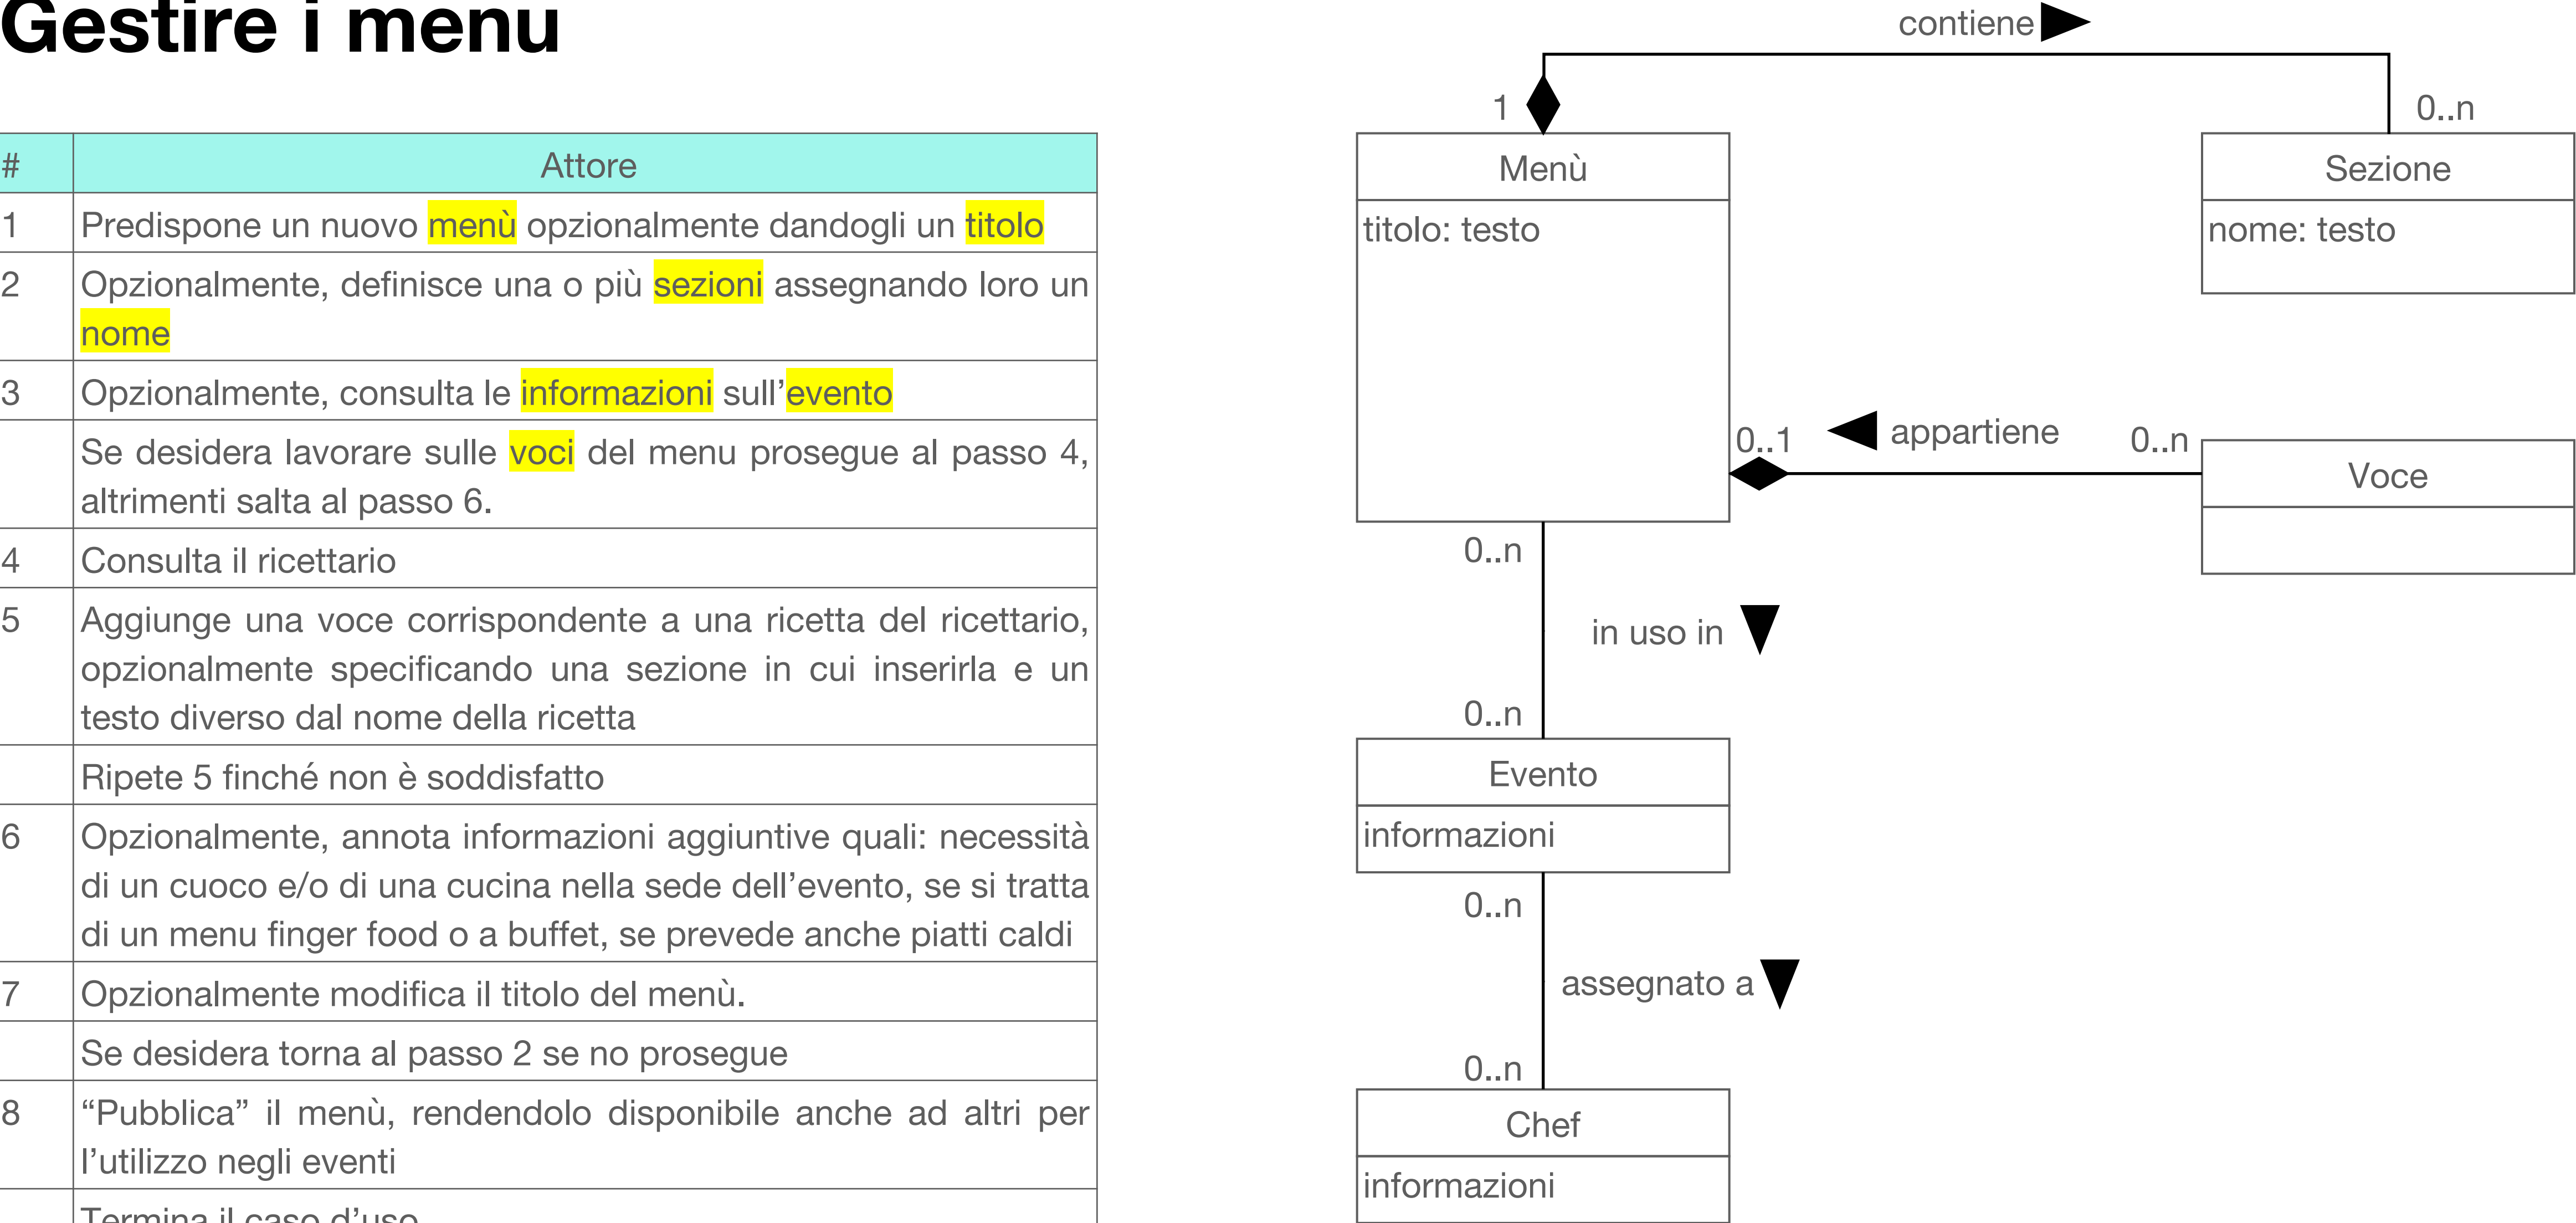 Gestire i menu
# Attore
1 Predispone un nuovo menù opzionalmente dandogli un titolo
2 Opzionalmente, definisce una o più sezioni assegnando loro un
nome
3 Opzionalmente, consulta le informazioni sull’evento
Se desidera lavorare sulle voci del menu prosegue al passo 4,
altrimenti salta al passo 6.
4 Consulta il ricettario
5 Aggiunge una voce corrispondente a una ricetta del ricettario,
opzionalmente specificando una sezione in cui inserirla e un
testo diverso dal nome della ricetta
Ripete 5 finché non è soddisfatto
6 Opzionalmente, annota informazioni aggiuntive quali: necessità
di un cuoco e/o di una cucina nella sede dell’evento, se si tratta
di un menu finger food o a buffet, se prevede anche piatti caldi
7 Opzionalmente modifica il titolo del menù.
Se desidera torna al passo 2 se no prosegue
8 “Pubblica” il menù, rendendolo disponibile anche ad altri per
l’utilizzo negli eventi
Termina il caso d’uso
contiene
1
0..n
Menù
titolo: testo
Sezione
nome: testo
0..1
appartiene
0..n
Voce
0..n
in uso in
0..n
Evento
informazioni
0..n
assegnato a
0..n
Chef
informazioni